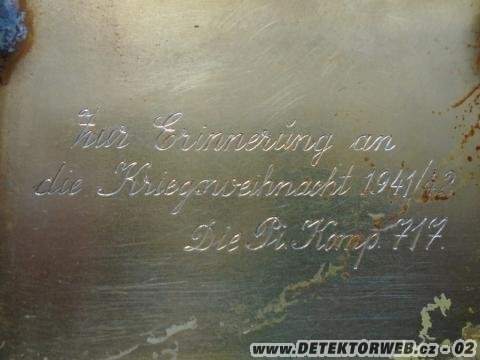 Zur Erinnerung an
die Kriegsweihnacht 1941/42
Die Pi. Komp. 717.
www.DETEKTORWEB.cz - 02